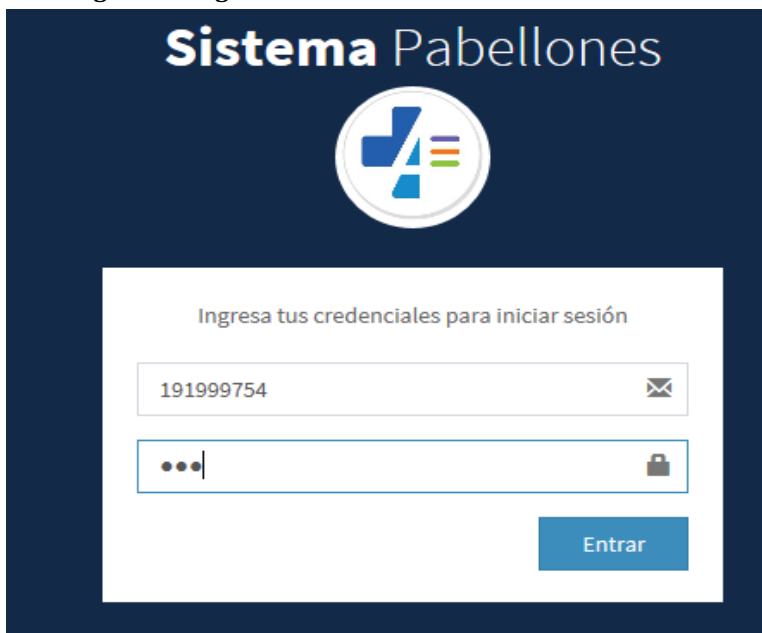 Sistema Pabellones
Ingresa tus credenciales para iniciar sesión
191999754
•••
Entrar